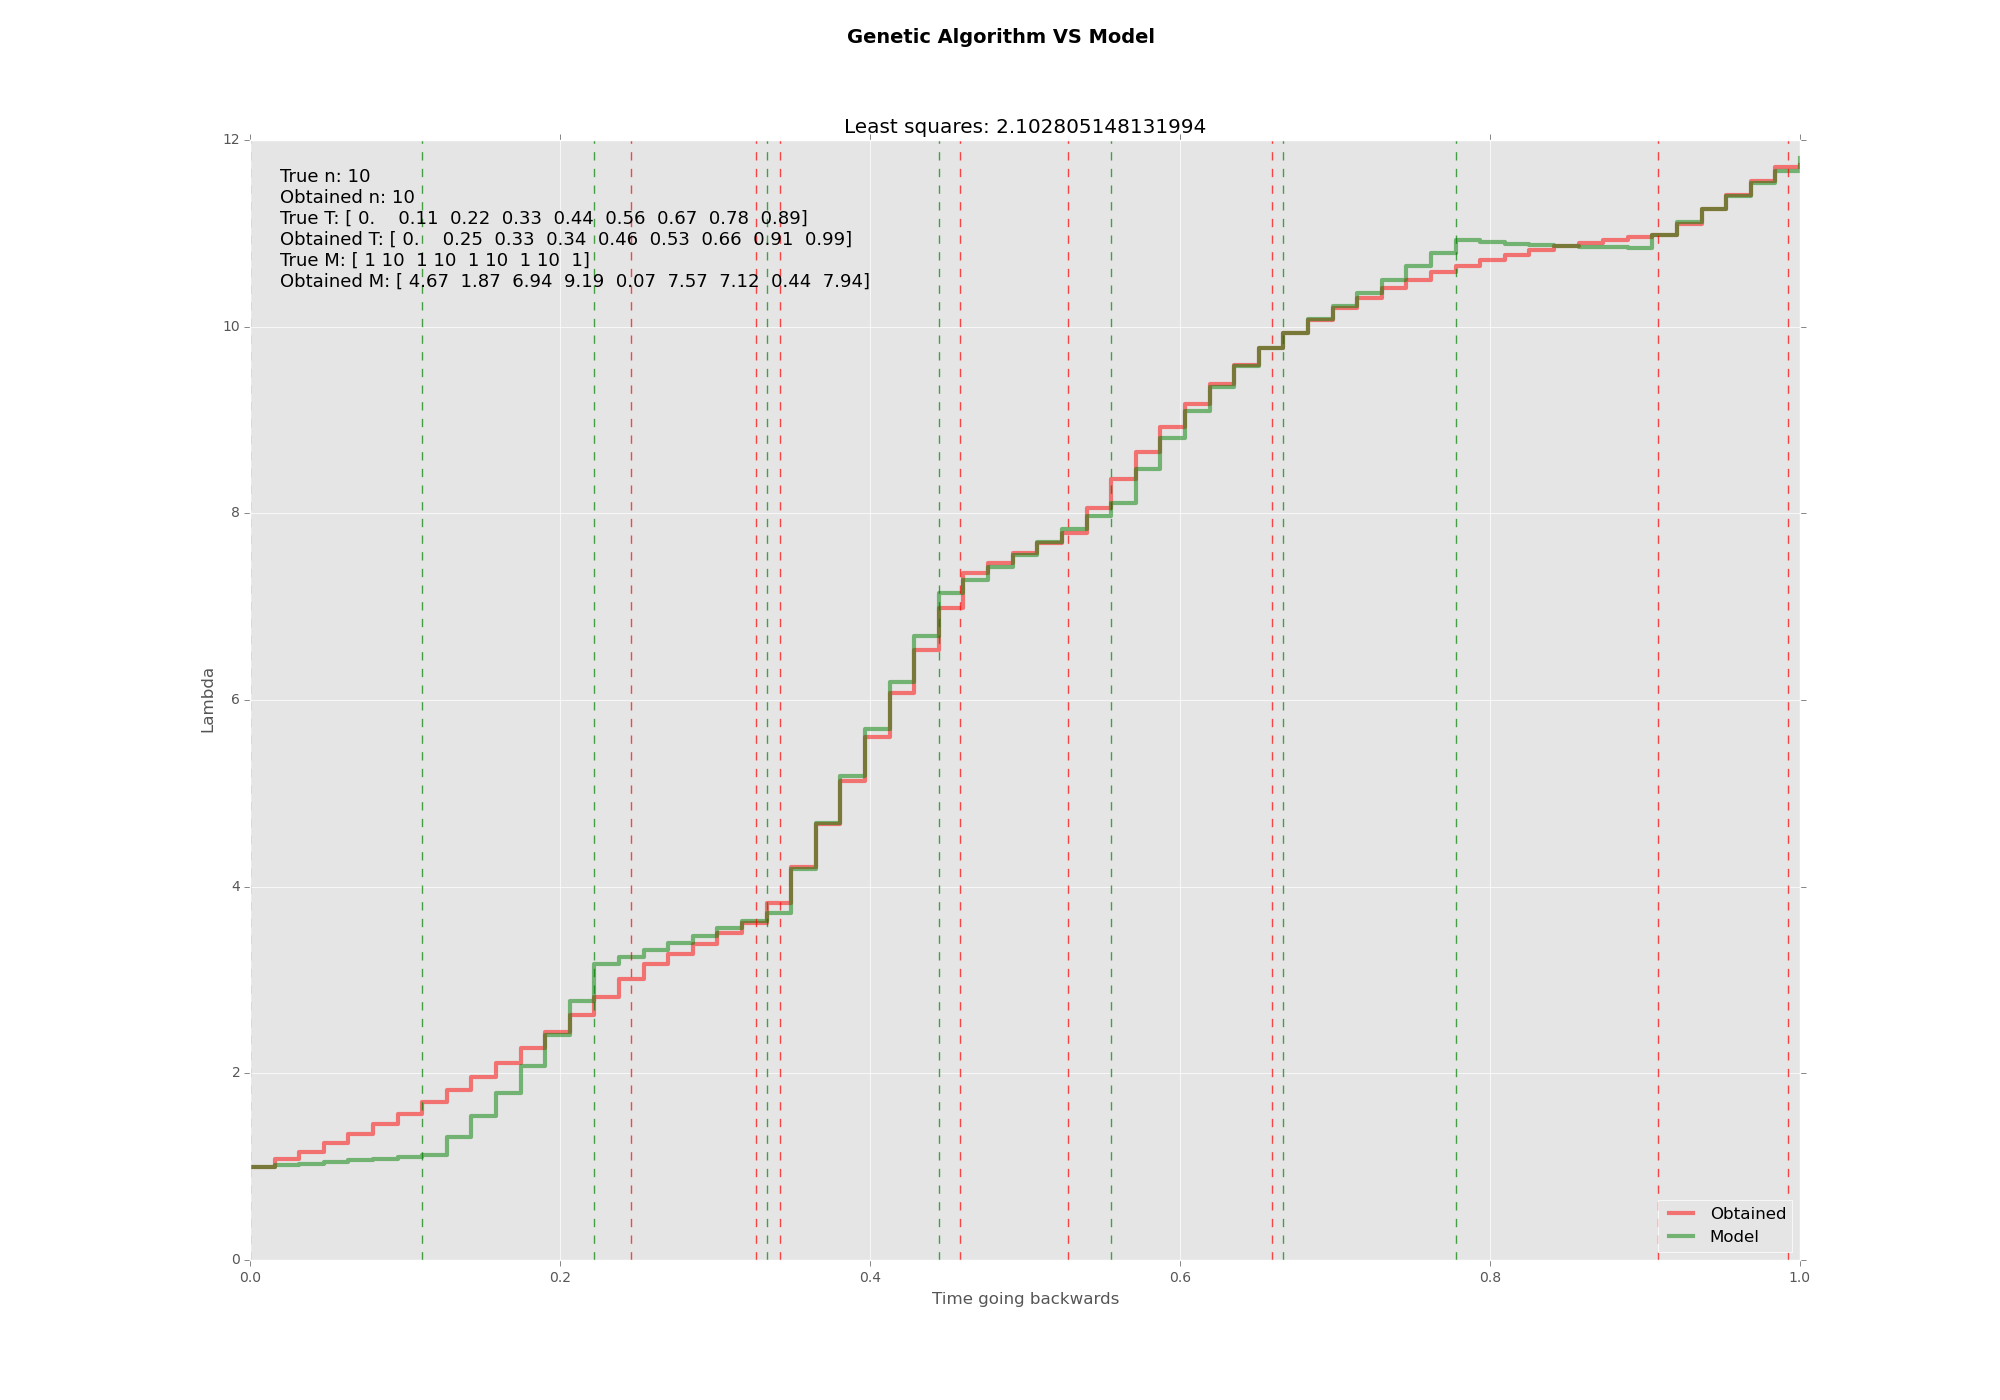 Genetic Algorithm VS Model
Least squares: 2.102805148131994
True n: 10
Obtained n: 10
True T: [ 0. 0.11 0.22 0.33 0.44 0.56 0.67 0.78 0.89]
Obtained T: [ 0. 0.25 0.33 0.34 0.46 0.53 0.66 0.91 0.99]
True M: [ 1 10 1 10 1 10 1 10 1]
Obtained M: [ 4.67 1.87 6.94 9.19 0.07 7.57 7.12 0.44 7.94]
12
10
8
6
4
2
0
Lambda
0.0 0.2 0.4 0.6 0.8 1.0
Time going backwards
Obtained
Model